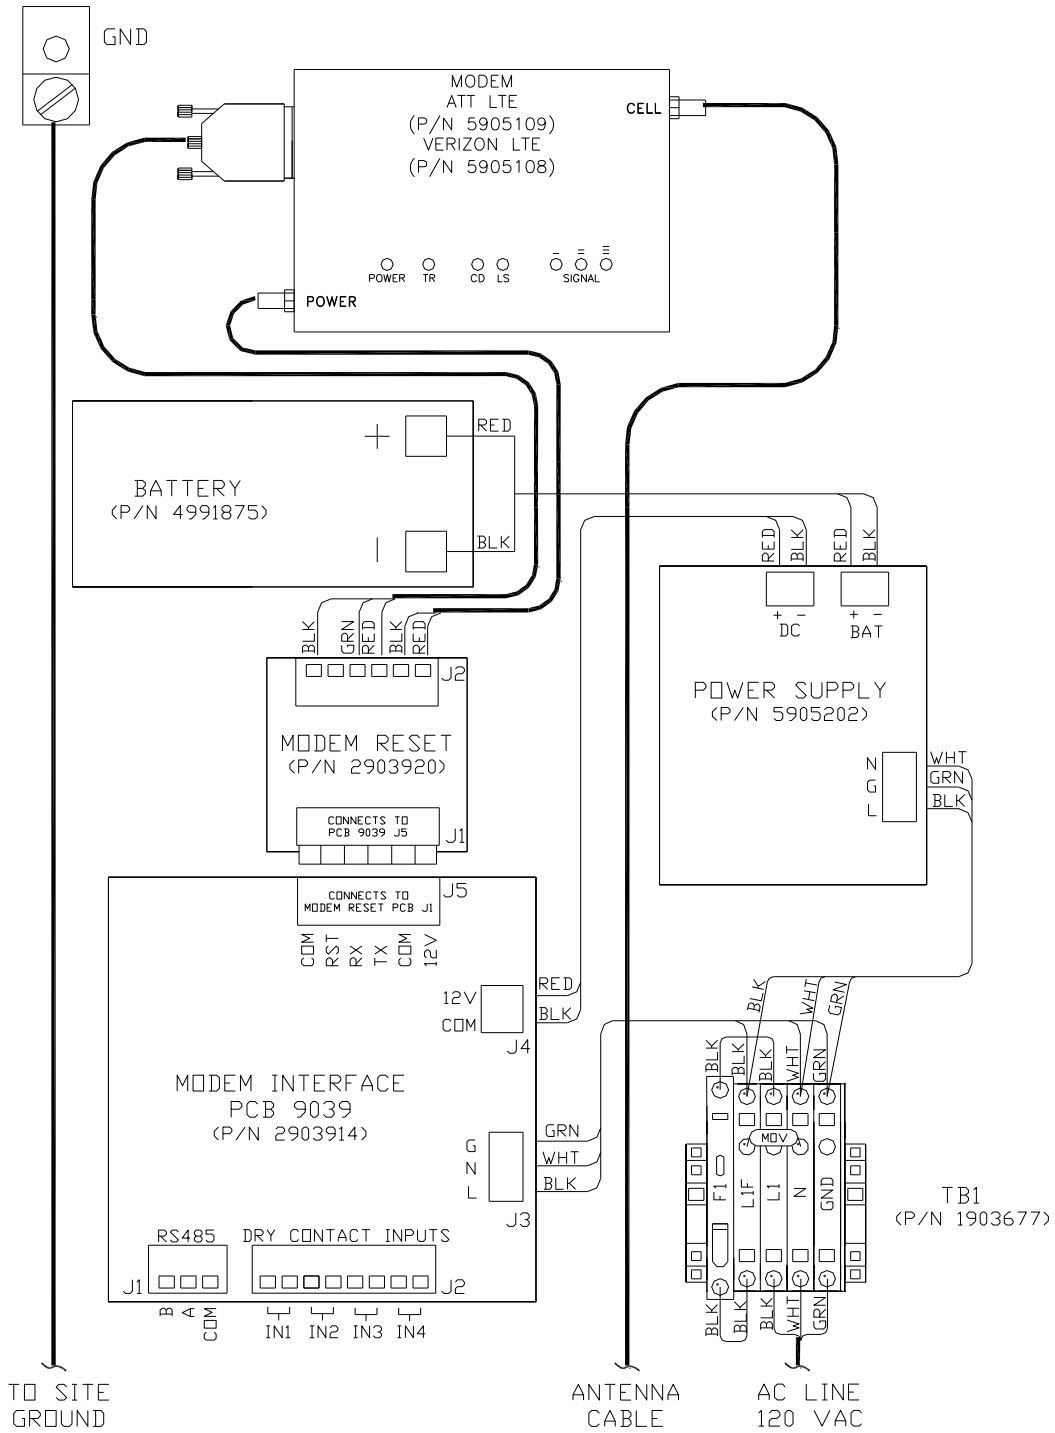 GND
MODEM
ATT LTE
(P/N 5905109)
VERIZON LTE
(P/N 5905108)
CELL
POWER TR CD LS SIGNAL
POWER
RED
BATTERY
(P/N 4991875)
+
-
BLK
RED BLK RED BLK
+ - + -
DC BAT
BLK GRN RED BLK RED
J2
POWER SUPPLY
(P/N 5905202)
MODEM RESET
(P/N 2903920)
N WHT
G GRN
L BLK
CONNECTS TO
PCB 9039 J5
J1
CONNECTS TO
MODEM RESET PCB J1
J5
COM RST RX TX COM 12V
12V RED
COM BLK
J4
BLK WHT GRN
BLK BLK BLK WHT GRN
MODEM INTERFACE
PCB 9039
(P/N 2903914)
G GRN
N WHT
L BLK
J3
MOV
F1 L1F L1 N GND
TB1
(P/N 1903677)
RS485 DRY CONTACT INPUTS
J1 J2
B A COM
IN1 IN2 IN3 IN4
BLK BLK WHT GRN
TO SITE
GROUND
ANTENNA
CABLE
AC LINE
120 VAC